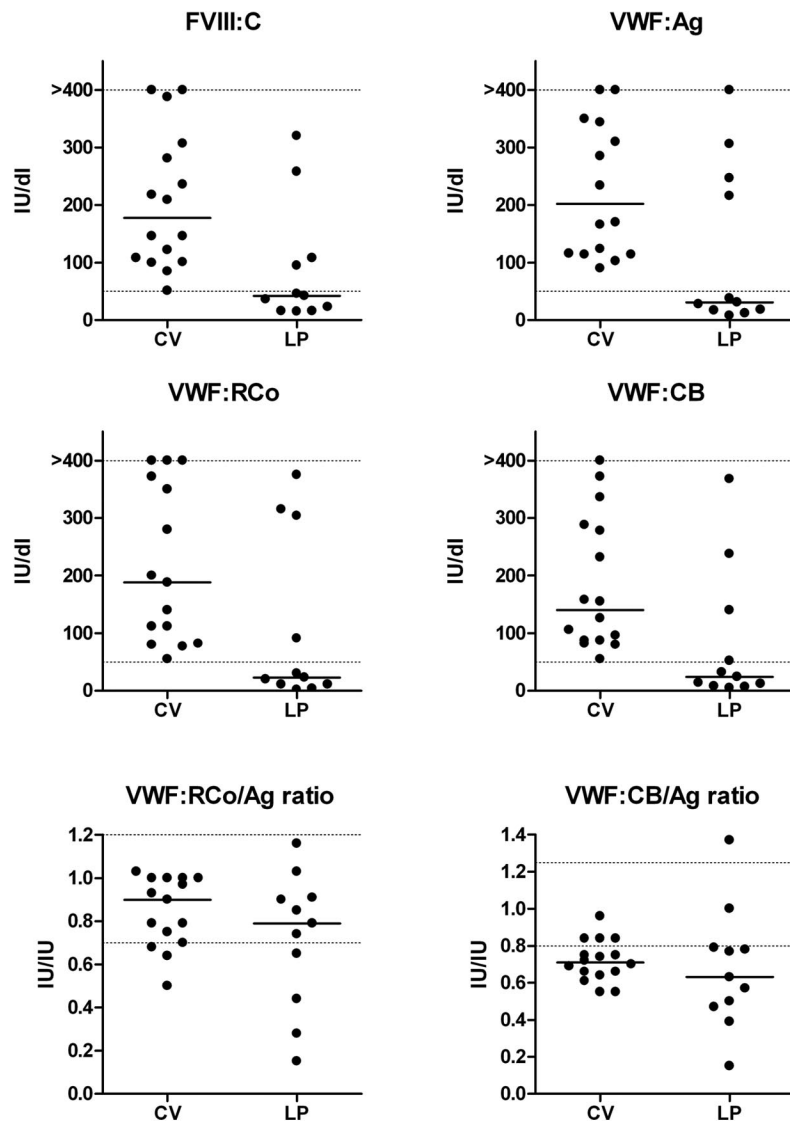 FVIII:C
IU/dl
>400
300
200
100
0
CV LP
VWF:Ag
IU/dl
>400
300
200
100
0
CV LP
VWF:RCo
IU/dl
>400
300
200
100
0
CV LP
VWF:CB
IU/dl
>400
300
200
100
0
CV LP
VWF:RCo/Ag ratio
IU/IU
1.2
1.0
0.8
0.6
0.4
0.2
0.0
CV LP
VWF:CB/Ag ratio
IU/IU
1.4
1.2
1.0
0.8
0.6
0.4
0.2
0.0
CV LP